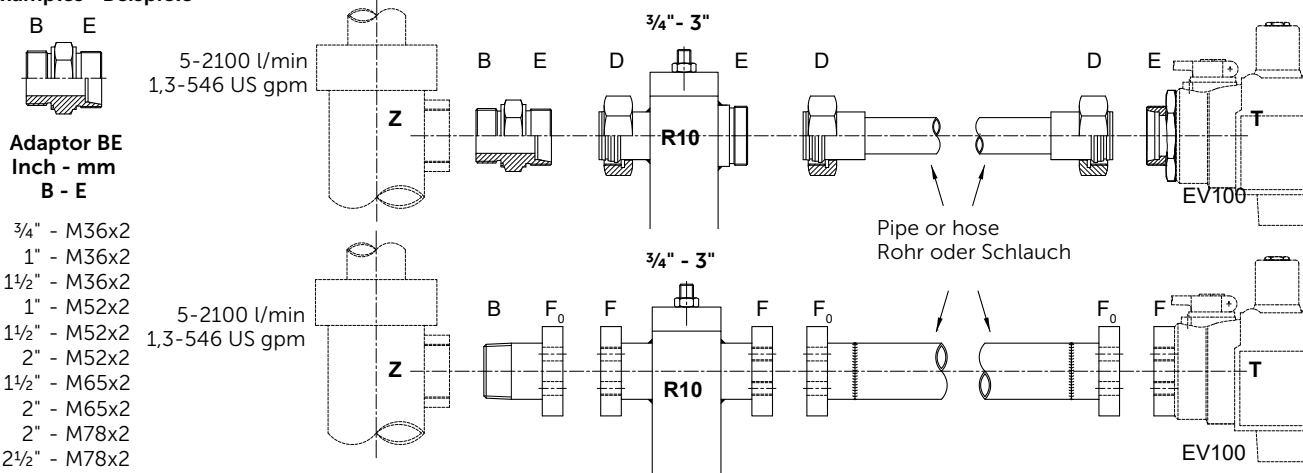 B E
Adaptor BE
Inch - mm
B - E
¾" - M36x2
1" - M36x2
1½" - M36x2
1" - M52x2
1½" - M52x2
2" - M52x2
1½" - M65x2
2" - M65x2
2" - M78x2
2½" - M78x2
¾"- 3"
5-2100 l/min
1,3-546 US gpm
B E D E D D E
Z R10 T
EV100
Pipe or hose
Rohr oder Schlauch
¾" - 3"
5-2100 l/min
1,3-546 US gpm
B F₀ F F F₀ F₀ F
Z R10 T
EV100